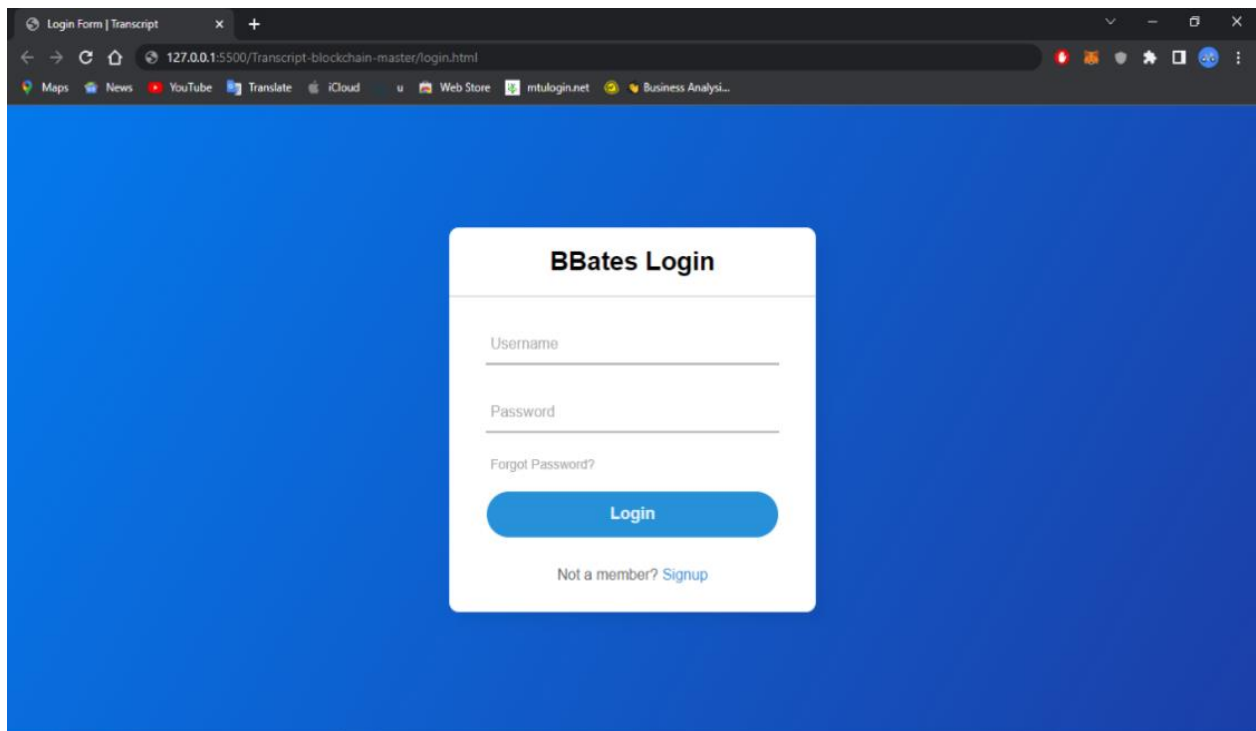 Login Form | Transcript
127.0.0.1:5500/Transcript-blockchain-master/login.html
Maps News YouTube Translate iCloud u Web Store mtulogin.net Business Analysi...
BBates Login
Username
Password
Forgot Password?
Login
Not a member? Signup